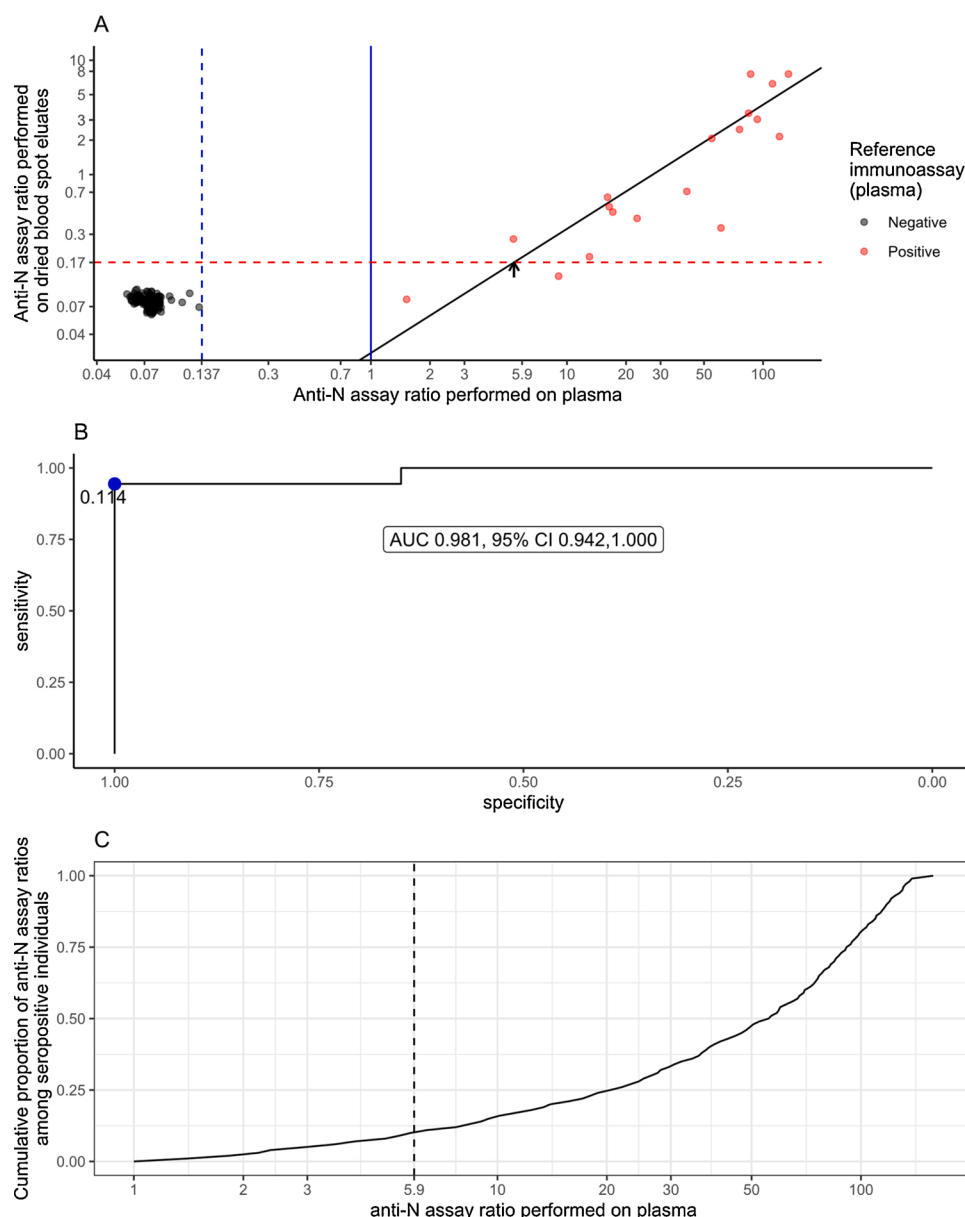 A
Anti-N assay ratio performed
on dried blood spot eluates
10
8
5
3
2
1
0.7
0.3
0.17
0.07
0.04
0.04 0.07 0.137 0.3 0.7 1 2 3 5.9 10 20 30 50 100
Anti-N assay ratio performed on plasma
Reference
immunoassay
(plasma)
Negative
Positive
B
sensitivity
1.00
0.75
0.50
0.25
0.00
0.114
AUC 0.981, 95% CI 0.942,1.000
1.00 0.75 0.50 0.25 0.00
specificity
C
Cumulative proportion of anti-N assay ratios
among seropositive individuals
1.00
0.75
0.50
0.25
0.00
1 2 3 5.9 10 20 30 50 100
anti-N assay ratio performed on plasma